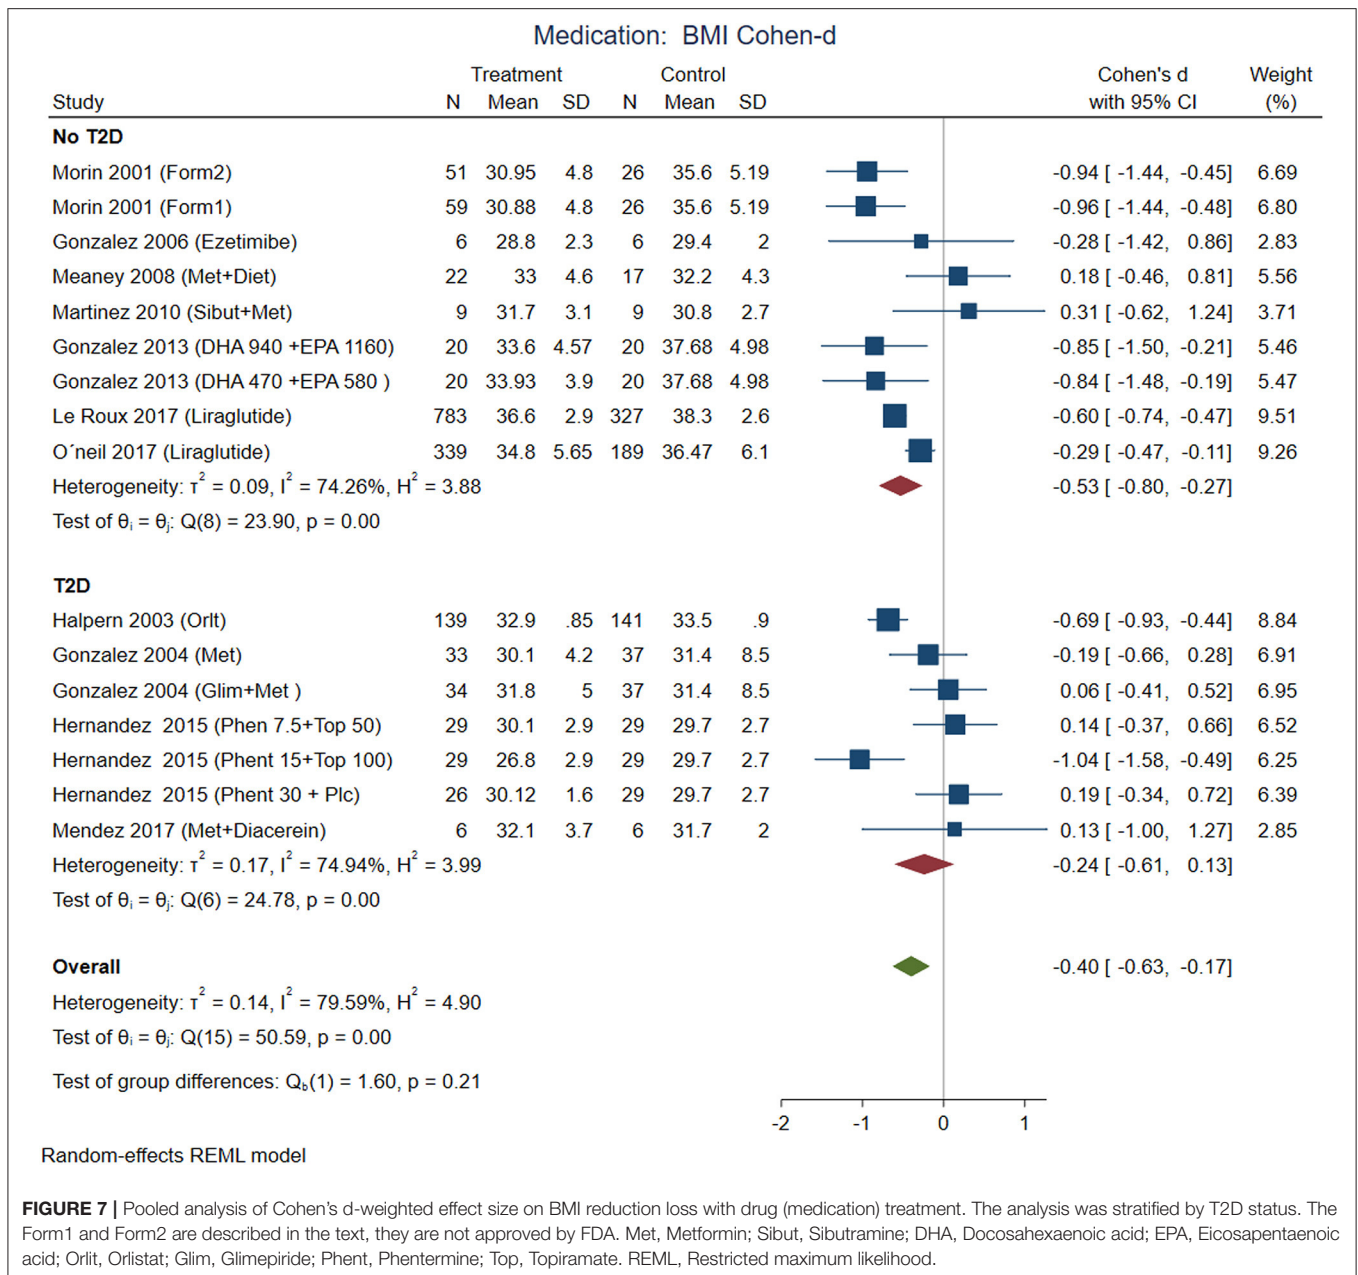 Medication: BMI Cohen-d
Treatment Control Cohen's d Weight
Study N Mean SD N Mean SD with 95% CI (%)
No T2D
Morin 2001 (Form2) 51 30.95 4.8 26 35.6 5.19 -0.94 [ -1.44, -0.45] 6.69
Morin 2001 (Form1) 59 30.88 4.8 26 35.6 5.19 -0.96 [ -1.44, -0.48] 6.80
Gonzalez 2006 (Ezetimibe) 6 28.8 2.3 6 29.4 2 -0.28 [ -1.42, 0.86] 2.83
Meaney 2008 (Met+Diet) 22 33 4.6 17 32.2 4.3 0.18 [ -0.46, 0.81] 5.56
Martinez 2010 (Sibut+Met) 9 31.7 3.1 9 30.8 2.7 0.31 [ -0.62, 1.24] 3.71
Gonzalez 2013 (DHA 940 +EPA 1160) 20 33.6 4.57 20 37.68 4.98 -0.85 [ -1.50, -0.21] 5.46
Gonzalez 2013 (DHA 470 +EPA 580 ) 20 33.93 3.9 20 37.68 4.98 -0.84 [ -1.48, -0.19] 5.47
Le Roux 2017 (Liraglutide) 783 36.6 2.9 327 38.3 2.6 -0.60 [ -0.74, -0.47] 9.51
O´neil 2017 (Liraglutide) 339 34.8 5.65 189 36.47 6.1 -0.29 [ -0.47, -0.11] 9.26
Heterogeneity: τ² = 0.09, I² = 74.26%, H² = 3.88 -0.53 [ -0.80, -0.27]
Test of θᵢ = θⱼ: Q(8) = 23.90, p = 0.00
T2D
Halpern 2003 (Orlt) 139 32.9 .85 141 33.5 .9 -0.69 [ -0.93, -0.44] 8.84
Gonzalez 2004 (Met) 33 30.1 4.2 37 31.4 8.5 -0.19 [ -0.66, 0.28] 6.91
Gonzalez 2004 (Glim+Met ) 34 31.8 5 37 31.4 8.5 0.06 [ -0.41, 0.52] 6.95
Hernandez 2015 (Phen 7.5+Top 50) 29 30.1 2.9 29 29.7 2.7 0.14 [ -0.37, 0.66] 6.52
Hernandez 2015 (Phent 15+Top 100) 29 26.8 2.9 29 29.7 2.7 -1.04 [ -1.58, -0.49] 6.25
Hernandez 2015 (Phent 30 + Plc) 26 30.12 1.6 29 29.7 2.7 0.19 [ -0.34, 0.72] 6.39
Mendez 2017 (Met+Diacerein) 6 32.1 3.7 6 31.7 2 0.13 [ -1.00, 1.27] 2.85
Heterogeneity: τ² = 0.17, I² = 74.94%, H² = 3.99 -0.24 [ -0.61, 0.13]
Test of θᵢ = θⱼ: Q(6) = 24.78, p = 0.00
Overall -0.40 [ -0.63, -0.17]
Heterogeneity: τ² = 0.14, I² = 79.59%, H² = 4.90
Test of θᵢ = θⱼ: Q(15) = 50.59, p = 0.00
Test of group differences: Q_b(1) = 1.60, p = 0.21
-2 -1 0 1
Random-effects REML model
FIGURE 7 | Pooled analysis of Cohen's d-weighted effect size on BMI reduction loss with drug (medication) treatment. The analysis was stratified by T2D status. The
Form1 and Form2 are described in the text, they are not approved by FDA. Met, Metformin; Sibut, Sibutramine; DHA, Docosahexaenoic acid; EPA, Eicosapentaenoic
acid; Orlit, Orlistat; Glim, Glimepiride; Phent, Phentermine; Top, Topiramate. REML, Restricted maximum likelihood.